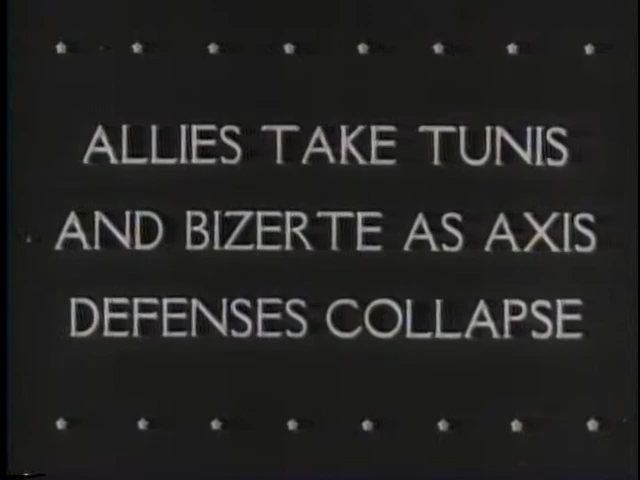 ALLIES TAKE TUNIS
AND BIZERTE AS AXIS
DEFENSES COLLAPSE